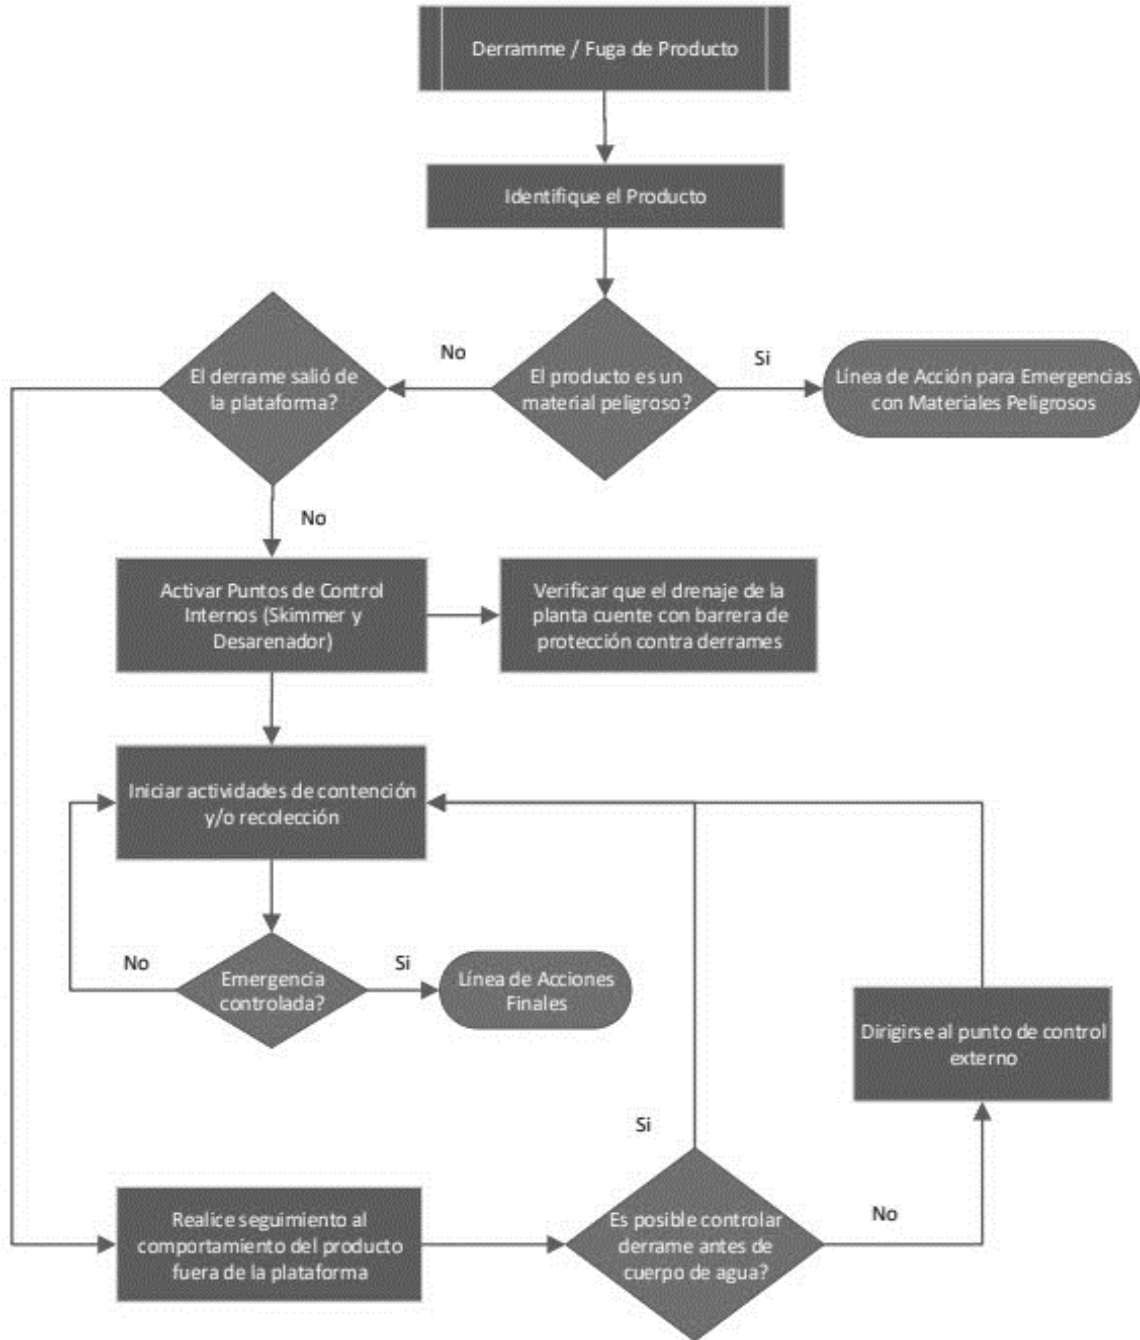 Derramme / Fuga de Producto
Identifique el Producto
El derrame salió de
la plataforma?
No
El producto es un
material peligroso?
Si
Línea de Acción para Emergencias
con Materiales Peligrosos
No
Activar Puntos de Control
Internos (Skimmer y
Desarenador)
Verificar que el drenaje de la
planta cuente con barrera de
protección contra derrames
Iniciar actividades de contención
y/o recolección
No
Emergencia
controlada?
Si
Línea de Acciones
Finales
Dirigirse al punto de control
externo
Si
Realice seguimiento al
comportamiento del producto
fuera de la plataforma
Es posible controlar
derrame antes de
cuerpo de agua?
No